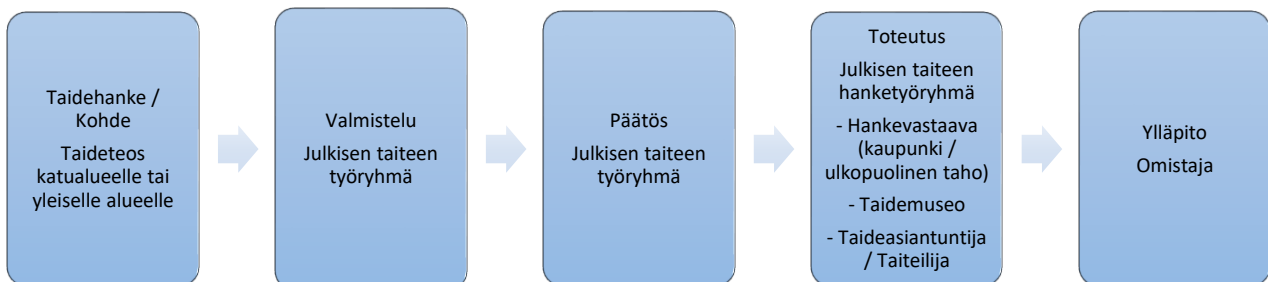 Taidehanke /
Kohde
Taideteos
katualueelle tai
yleiselle alueelle
Valmistelu
Julkisen taiteen
työryhmä
Päätös
Julkisen taiteen
työryhmä
Toteutus
Julkisen taiteen
hanketyöryhmä
- Hankevastaava
(kaupunki /
ulkopuolinen taho)
- Taidemuseo
- Taideasiantuntija
/ Taiteilija
Ylläpito
Omistaja